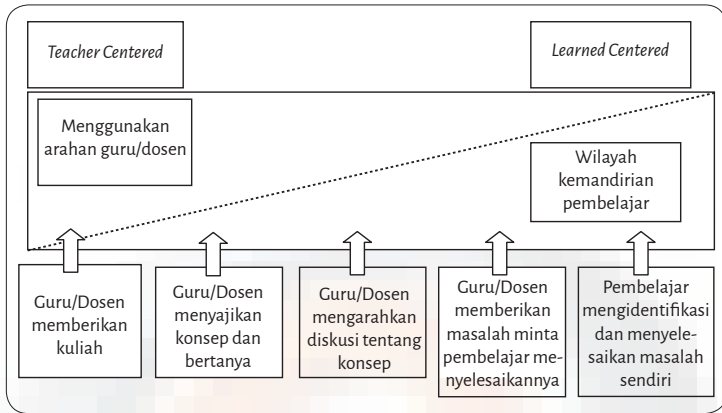 Teacher Centered
Learned Centered
Menggunakan
arahan guru/dosen
Wilayah
kemandirian
pembelajar
Guru/Dosen
memberikan
kuliah
Guru/Dosen
menyajikan
konsep dan
bertanya
Guru/Dosen
mengarahkan
diskusi tentang
konsep
Guru/Dosen
memberikan
masalah minta
pembelajar me-
nyelesaikannya
Pembelajar
mengidentifikasi
dan menyele-
saikan masalah
sendiri